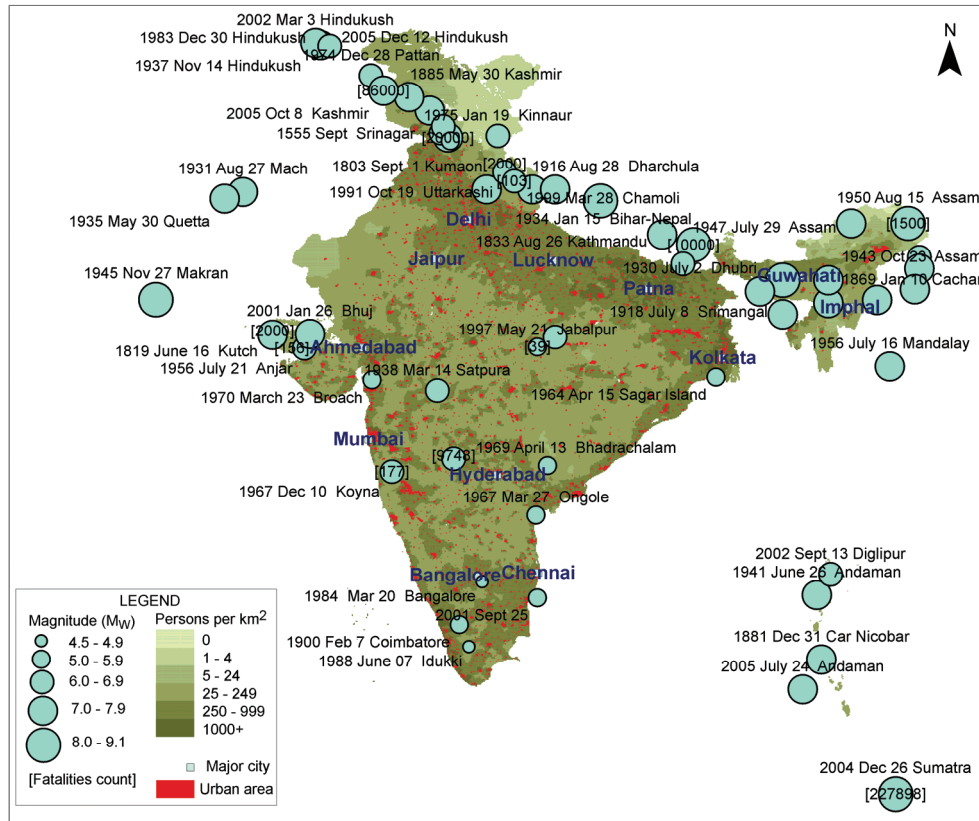 2002 Mar 3 Hindukush
1983 Dec 30 Hindukush
2005 Dec 12 Hindukush
1974 Dec 28 Pattan
1937 Nov 14 Hindukush
1885 May 30 Kashmir
[86000]
2005 Oct 8 Kashmir
1975 Jan 19 Kinnaur
1555 Sept Srinagar
[20000]
N
1931 Aug 27 Mach
1803 Sept 1 Kumaon
[2000]
1916 Aug 28 Dharchula
[103]
1991 Oct 19 Uttarkashi
1999 Mar 28 Chamoli
1935 May 30 Quetta
Delhi
1934 Jan 15 Bihar-Nepal
1950 Aug 15 Assam
[1500]
1947 July 29 Assam
1833 Aug 26 Kathmandu
Jaipur
Lucknow
1943 Oct 23 Assam
1930 July 2 Dhubri
Guwahati
1869 Jan 10 Cachar
1945 Nov 27 Makran
Patna
1918 July 8 Srimangal
Imphal
2001 Jan 26 Bhuj
[2000]
1997 May 21 Jabalpur
[39]
1956 July 16 Mandalay
[156]
1819 June 16 Kutch
Ahmedabad
Kolkata
1956 July 21 Anjar
1938 Mar 14 Satpura
1970 March 23 Broach
1964 Apr 15 Sagar Island
Mumbai
1969 April 13 Bhadrachalam
[9748]
[177]
Hyderabad
1967 Dec 10 Koyna
1967 Mar 27 Ongole
2002 Sept 13 Diglipur
Bangalore
Chennai
1941 June 26 Andaman
1984 Mar 20 Bangalore
2001 Sept 25
1900 Feb 7 Coimbatore
1988 June 07 Idukki
1881 Dec 31 Car Nicobar
2005 July 24 Andaman
2004 Dec 26 Sumatra
[227898]
LEGEND
Magnitude (Mw)
4.5 - 4.9
5.0 - 5.9
6.0 - 6.9
7.0 - 7.9
8.0 - 9.1
[Fatalities count]
Persons per km2
0
1 - 4
5 - 24
25 - 249
250 - 999
1000+
Major city
Urban area